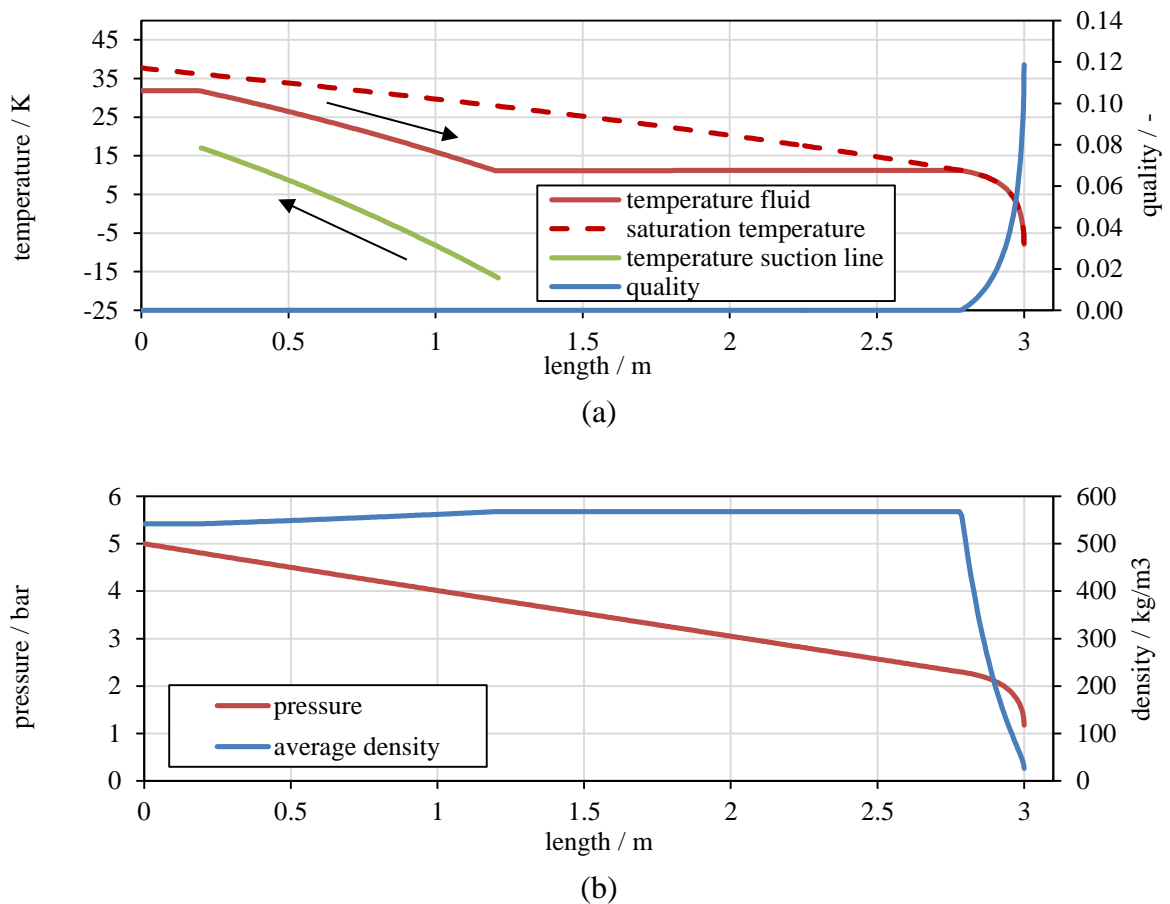 temperature / K
45
35
25
15
5
-5
-15
-25
0.14
0.12
0.10
0.08
0.06
0.04
0.02
0.00
quality / -
temperature fluid
saturation temperature
temperature suction line
quality
0 0.5 1 1.5 2 2.5 3
length / m
(a)
pressure / bar
6
5
4
3
2
1
0
600
500
400
300
200
100
0
density / kg/m3
pressure
average density
0 0.5 1 1.5 2 2.5 3
length / m
(b)